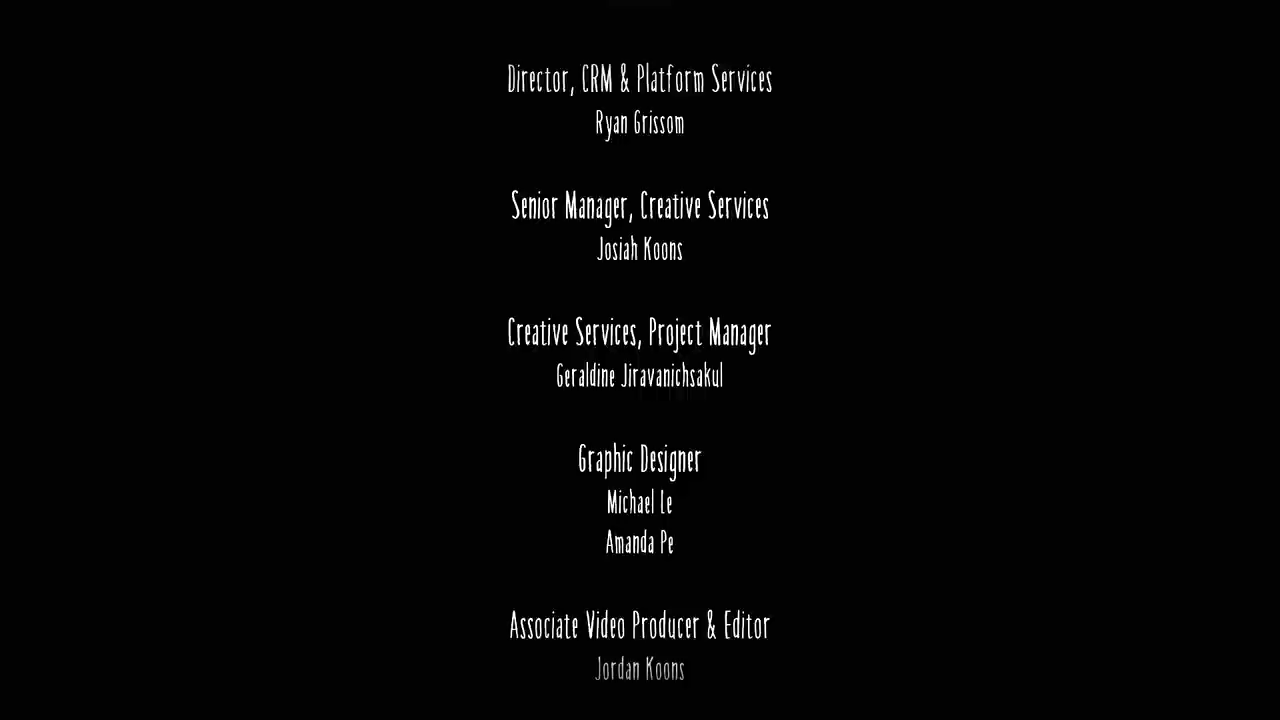 Director, CRM & Platform Services
Ryan Grissom
Senior Manager, Creative Services
Josiah Koons
Creative Services, Project Manager
Geraldine Jiravanichsakul
Graphic Designer
Michael Le
Amanda Pe
Associate Video Producer & Editor
Jordan Koons